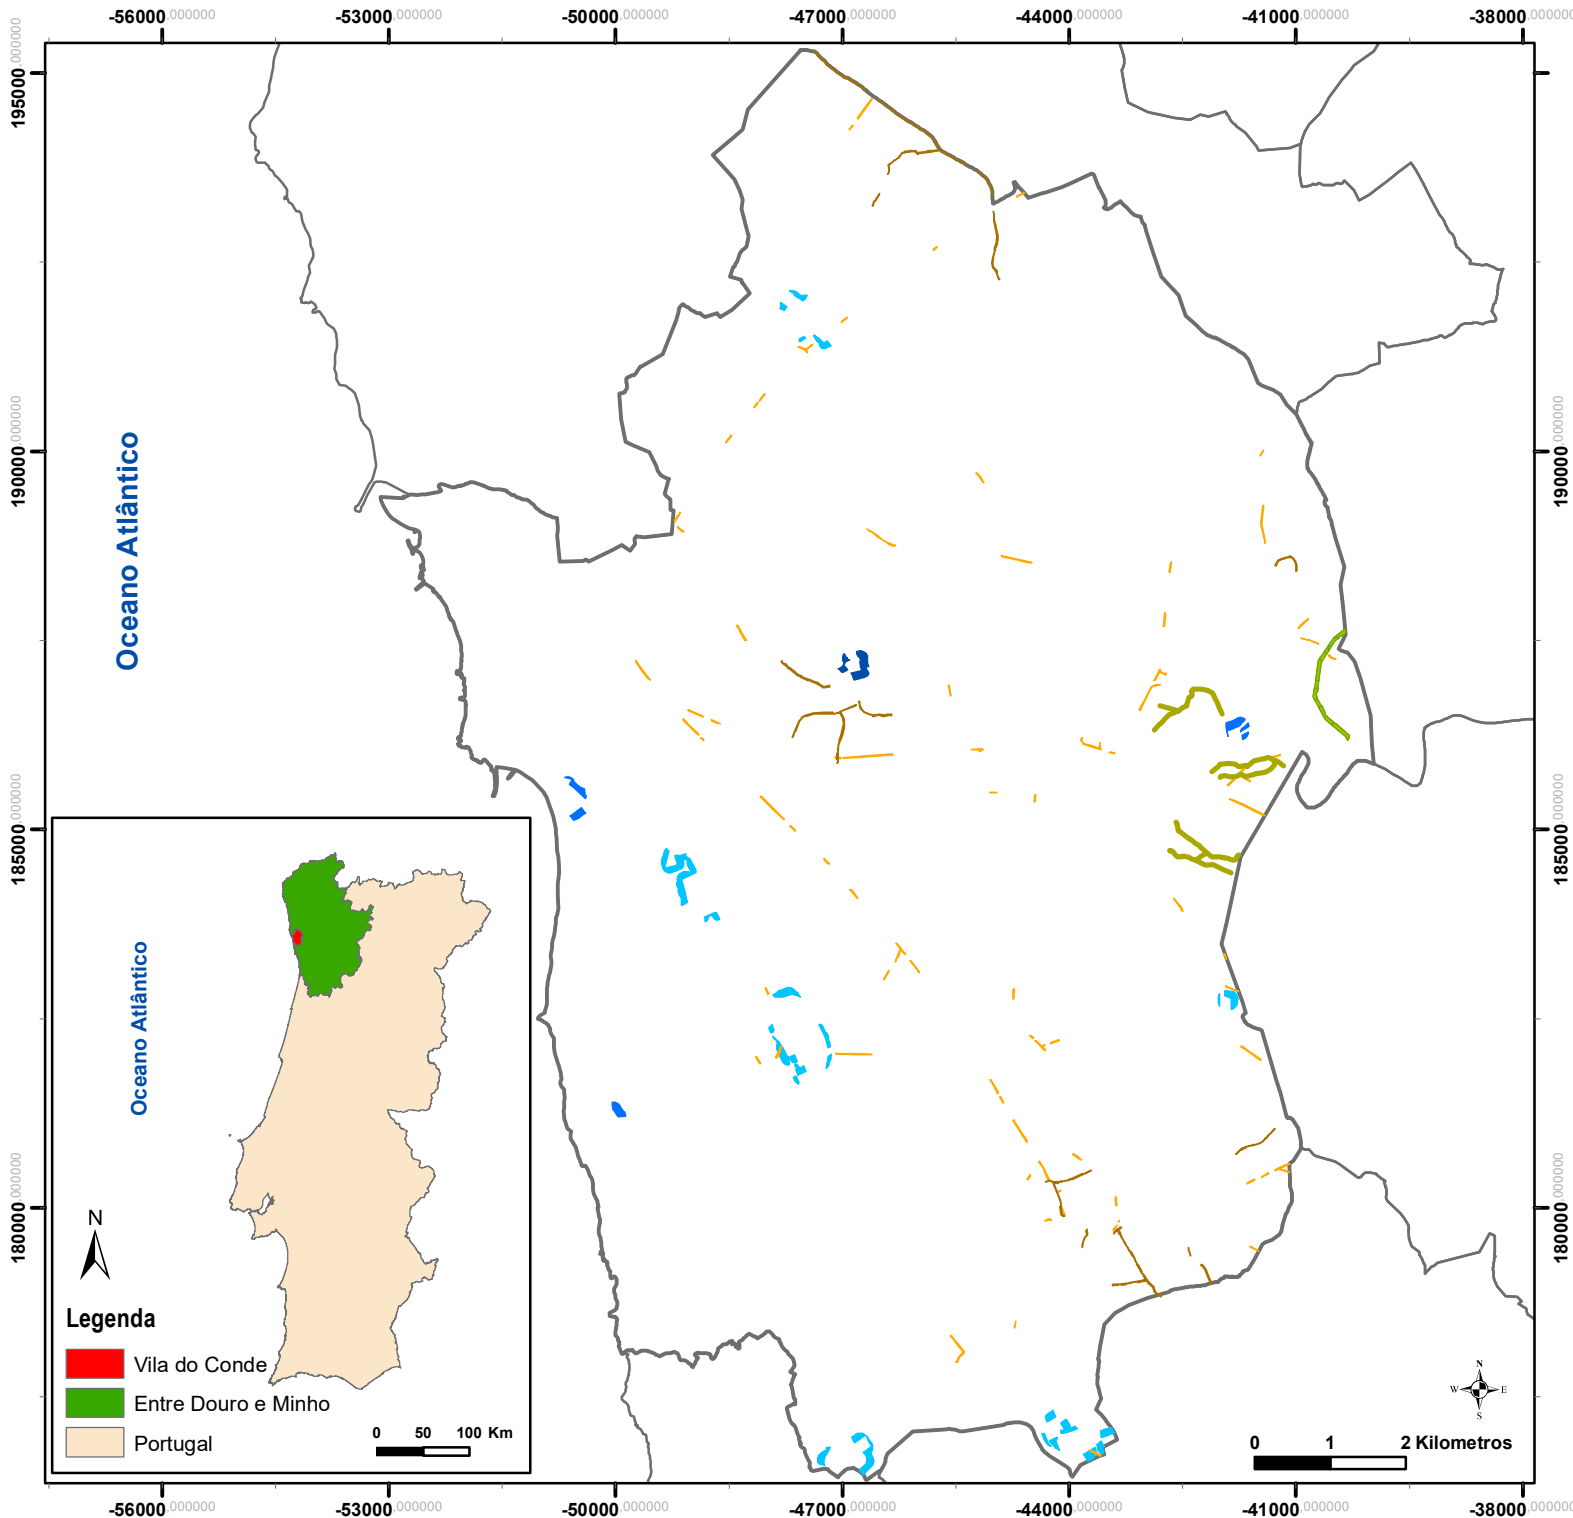 -56000,000000 -53000,000000 -50000,000000 -47000,000000 -44000,000000 -41000,000000 -38000,000000
195000,000000
190000,000000
185000,000000
180000,000000
195000,000000
190000,000000
185000,000000
180000,000000
Oceano Atlântico
Oceano Atlântico
N
Legenda
Vila do Conde
Entre Douro e Minho
Portugal
0 50 100 Km
N
W E
S
0 1 2 Kilometros
-56000,000000 -53000,000000 -50000,000000 -47000,000000 -44000,000000 -41000,000000 -38000,000000